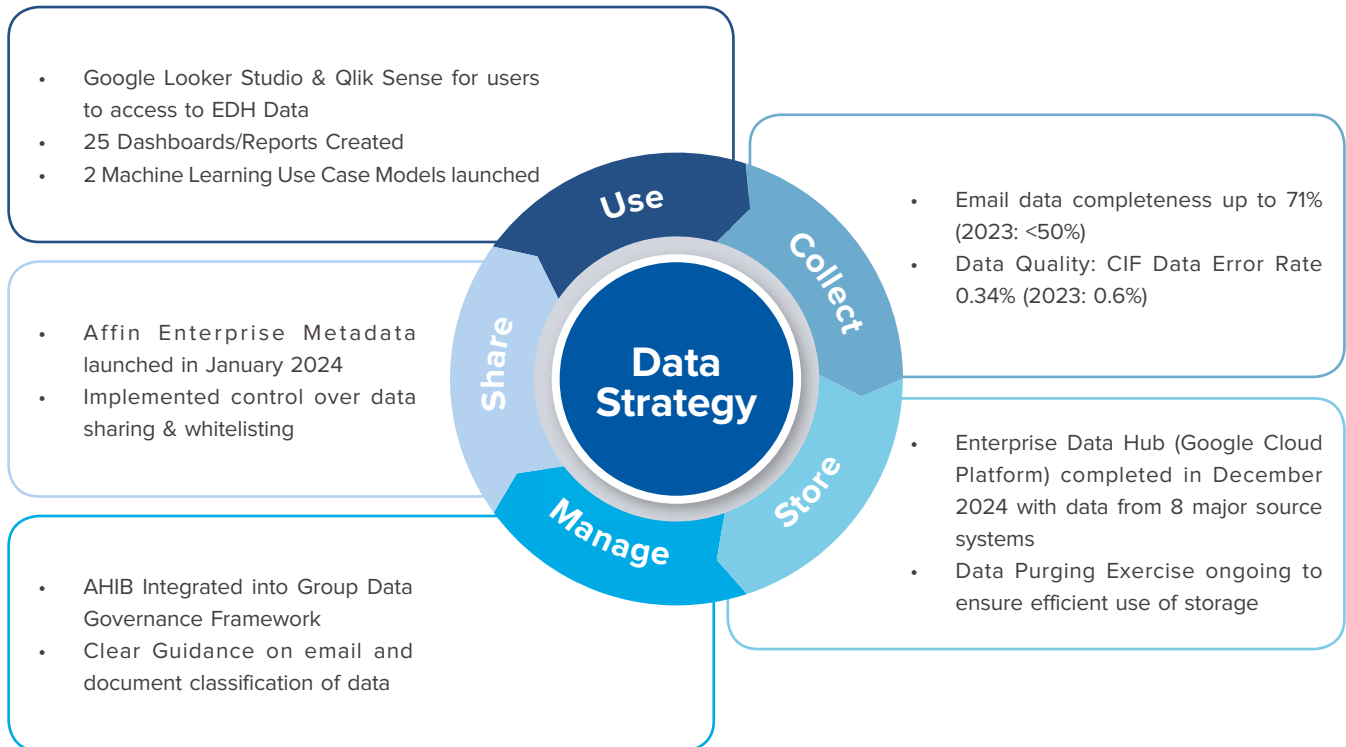 • Google Looker Studio & Qlik Sense for users
to access to EDH Data
• 25 Dashboards/Reports Created
• 2 Machine Learning Use Case Models launched
• Email data completeness up to 71%
(2023: <50%)
• Data Quality: CIF Data Error Rate
0.34% (2023: 0.6%)
• Affin Enterprise Metadata
launched in January 2024
• Implemented control over data
sharing & whitelisting
• Enterprise Data Hub (Google Cloud
Platform) completed in December
2024 with data from 8 major source
systems
• Data Purging Exercise ongoing to
ensure efficient use of storage
• AHIB Integrated into Group Data
Governance Framework
• Clear Guidance on email and
document classification of data
Use
Collect
Store
Manage
Share
Data
Strategy